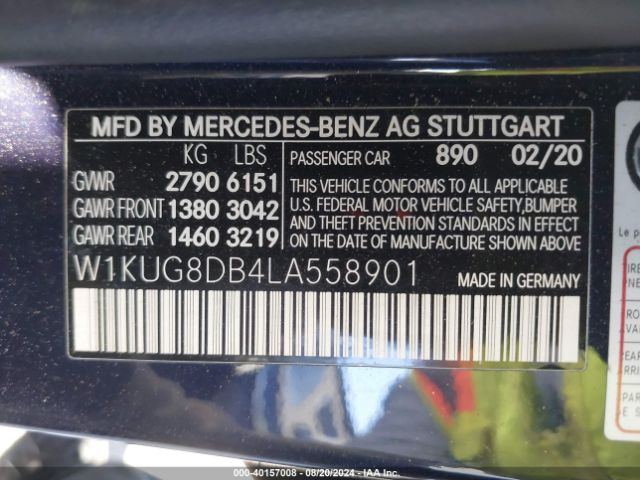 MFD BY MERCEDES-BENZ AG STUTTGART
KG LBS
GVWR 2790 6151
GAWR FRONT 1380 3042
GAWR REAR 1460 3219
PASSENGER CAR 890 02/20
THIS VEHICLE CONFORMS TO ALL APPLICABLE
U.S. FEDERAL MOTOR VEHICLE SAFETY,BUMPER
AND THEFT PREVENTION STANDARDS IN EFFECT
ON THE DATE OF MANUFACTURE SHOWN ABOVE
W1KUG8DB4LA558901
MADE IN GERMANY
Le p
000-40157008 - 08/20/2024 - IAA Inc.